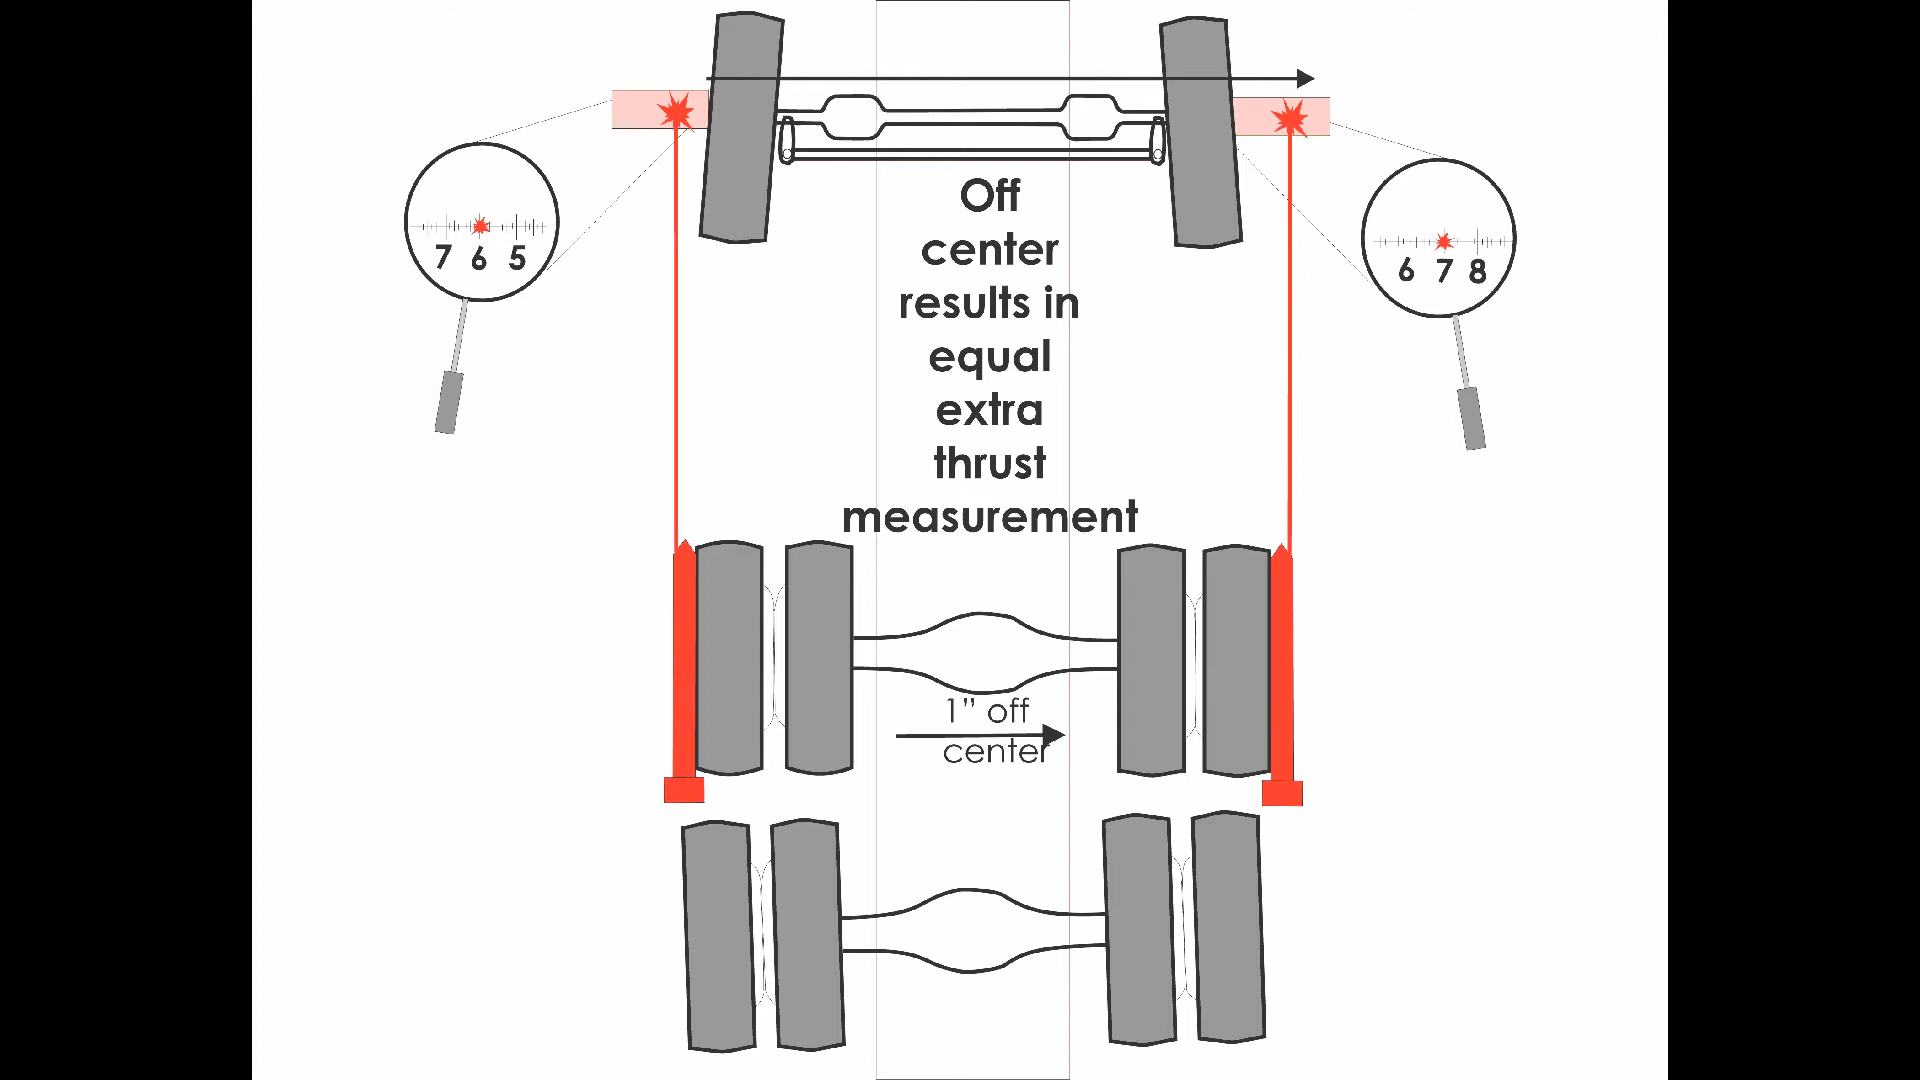 Off
center
results in
equal
extra
thrust
measurement
7 6 5
6 7 8
1” off
center